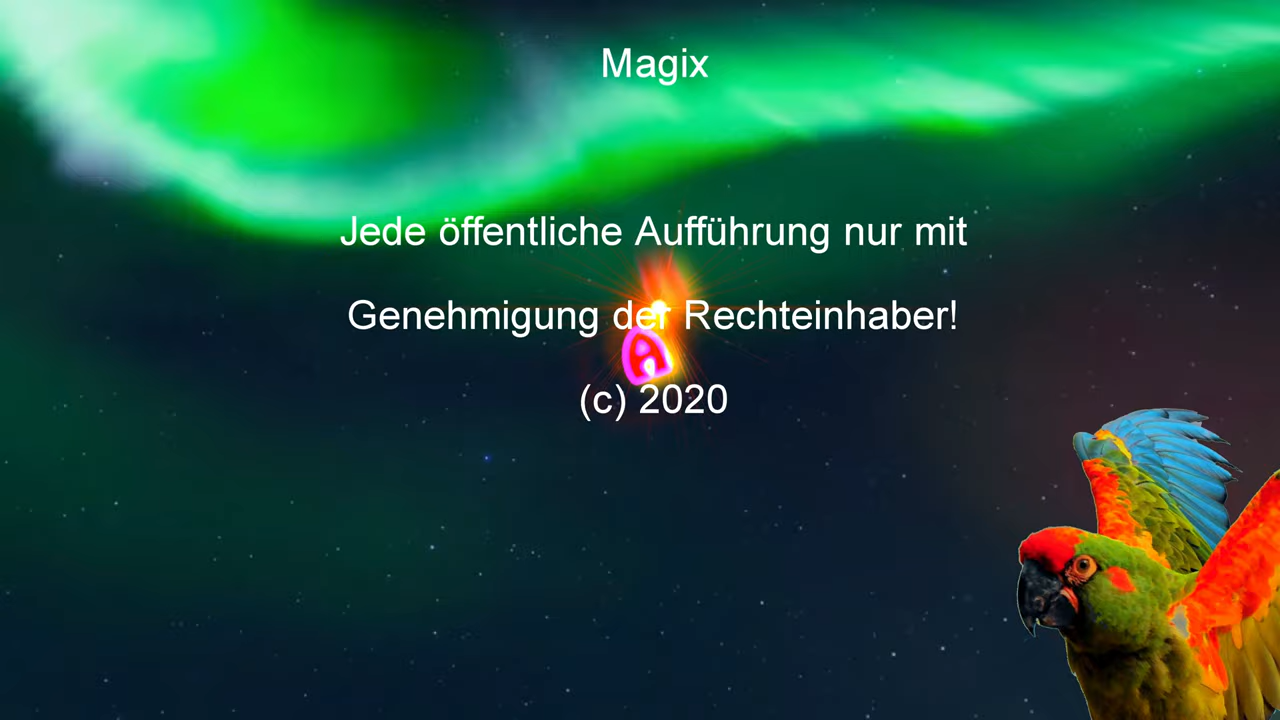 Magix
Jede öffentliche Aufführung nur mit
Genehmigung der Rechteinhaber!
A
(c) 2020